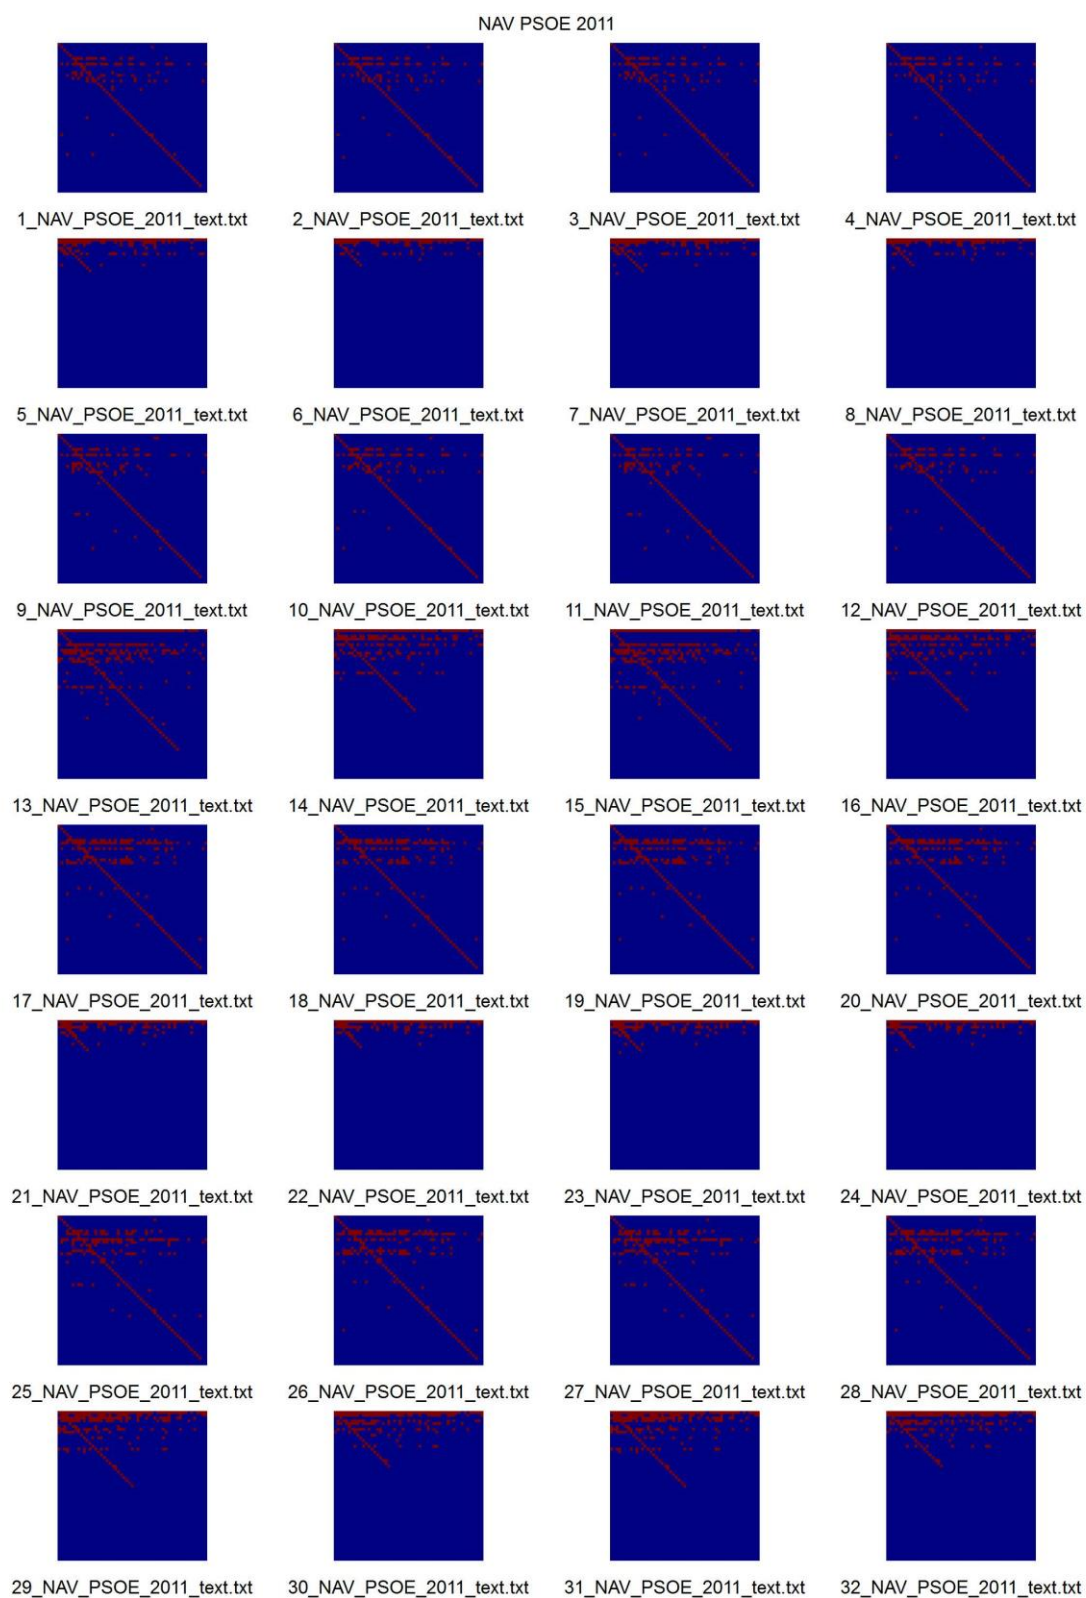 NAV PSOE 2011
1_NAV_PSOE_2011_text.txt 2_NAV_PSOE_2011_text.txt 3_NAV_PSOE_2011_text.txt 4_NAV_PSOE_2011_text.txt
5_NAV_PSOE_2011_text.txt 6_NAV_PSOE_2011_text.txt 7_NAV_PSOE_2011_text.txt 8_NAV_PSOE_2011_text.txt
9_NAV_PSOE_2011_text.txt 10_NAV_PSOE_2011_text.txt 11_NAV_PSOE_2011_text.txt 12_NAV_PSOE_2011_text.txt
13_NAV_PSOE_2011_text.txt 14_NAV_PSOE_2011_text.txt 15_NAV_PSOE_2011_text.txt 16_NAV_PSOE_2011_text.txt
17_NAV_PSOE_2011_text.txt 18_NAV_PSOE_2011_text.txt 19_NAV_PSOE_2011_text.txt 20_NAV_PSOE_2011_text.txt
21_NAV_PSOE_2011_text.txt 22_NAV_PSOE_2011_text.txt 23_NAV_PSOE_2011_text.txt 24_NAV_PSOE_2011_text.txt
25_NAV_PSOE_2011_text.txt 26_NAV_PSOE_2011_text.txt 27_NAV_PSOE_2011_text.txt 28_NAV_PSOE_2011_text.txt
29_NAV_PSOE_2011_text.txt 30_NAV_PSOE_2011_text.txt 31_NAV_PSOE_2011_text.txt 32_NAV_PSOE_2011_text.txt